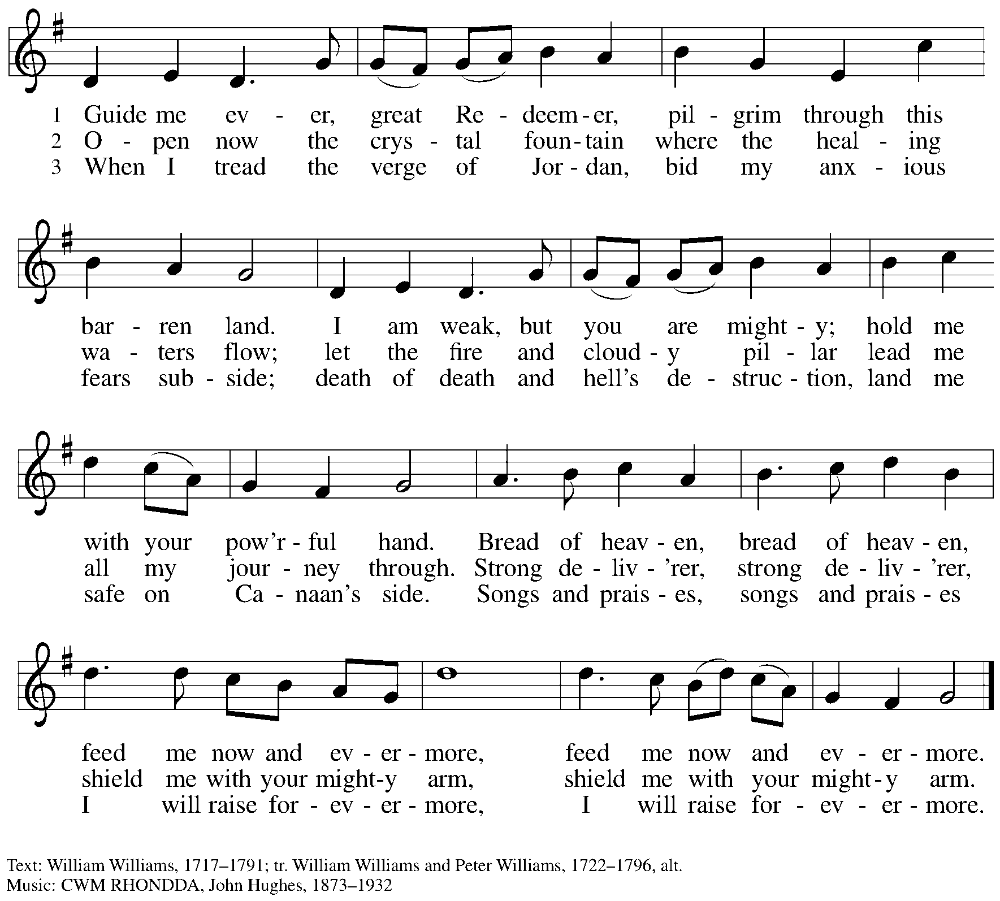 1 Guide me ev - er, great Re - deem - er, pil - grim through this
2 O - pen now the crys - tal foun - tain where the heal - ing
3 When I tread the verge of Jor - dan, bid my anx - ious
bar - ren land. I am weak, but you are might - y; hold me
wa - ters flow; let the fire and cloud - y pil - lar lead me
fears sub - side; death of death and hell's de - struc - tion, land me
with your pow'r - ful hand. Bread of heav - en, bread of heav - en,
all my jour - ney through. Strong de - liv - 'rer, strong de - liv - 'rer,
safe on Ca - naan's side. Songs and prais - es, songs and prais - es
feed me now and ev - er - more, feed me now and ev - er - more.
shield me with your might-y arm, shield me with your might-y arm.
I will raise for - ev - er - more, I will raise for - ev - er - more.
Text: William Williams, 1717–1791; tr. William Williams and Peter Williams, 1722–1796, alt.
Music: CWM RHONDDA, John Hughes, 1873–1932